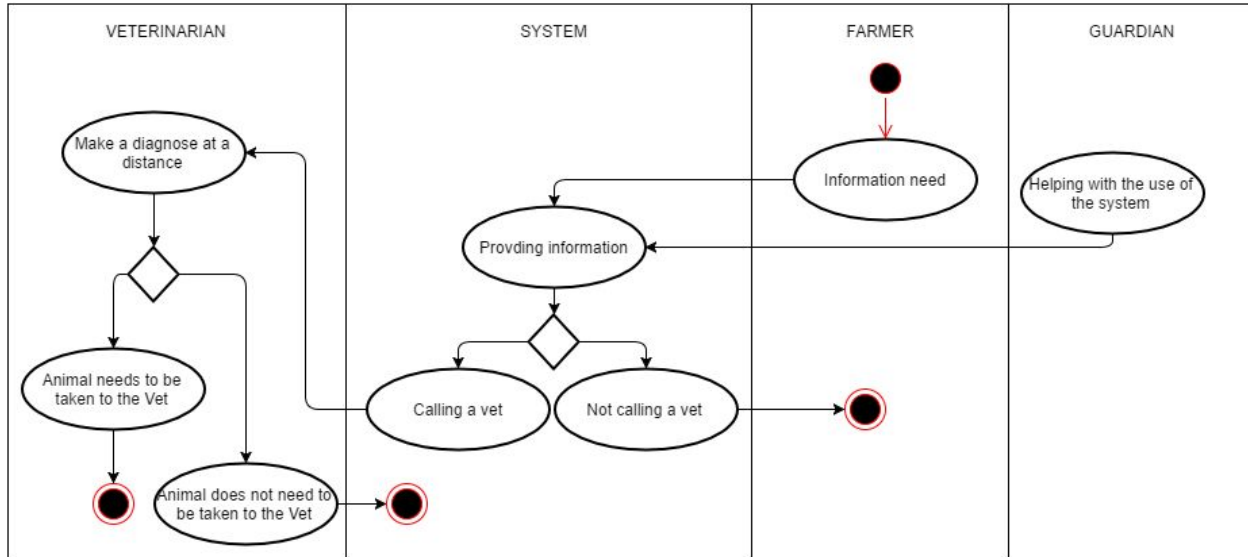 VETERINARIAN
SYSTEM
FARMER
GUARDIAN
Make a diagnose at a
distance
Information need
Helping with the use of
the system
Provding information
Animal needs to be
taken to the Vet
Calling a vet
Not calling a vet
Animal does not need to
be taken to the Vet